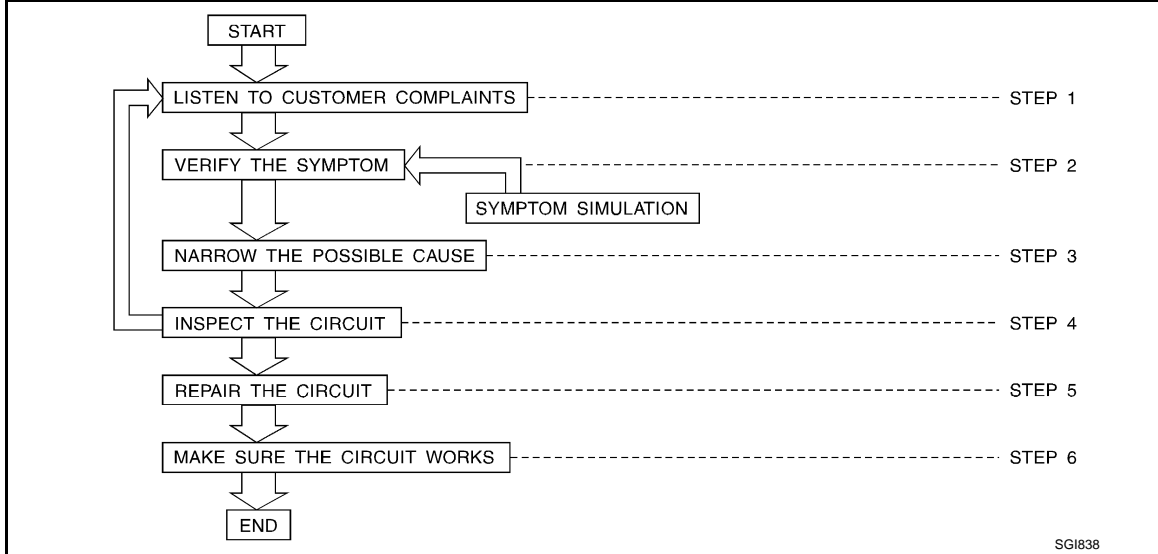 START
LISTEN TO CUSTOMER COMPLAINTS STEP 1
VERIFY THE SYMPTOM STEP 2
SYMPTOM SIMULATION
NARROW THE POSSIBLE CAUSE STEP 3
INSPECT THE CIRCUIT STEP 4
REPAIR THE CIRCUIT STEP 5
MAKE SURE THE CIRCUIT WORKS STEP 6
END
SGI838